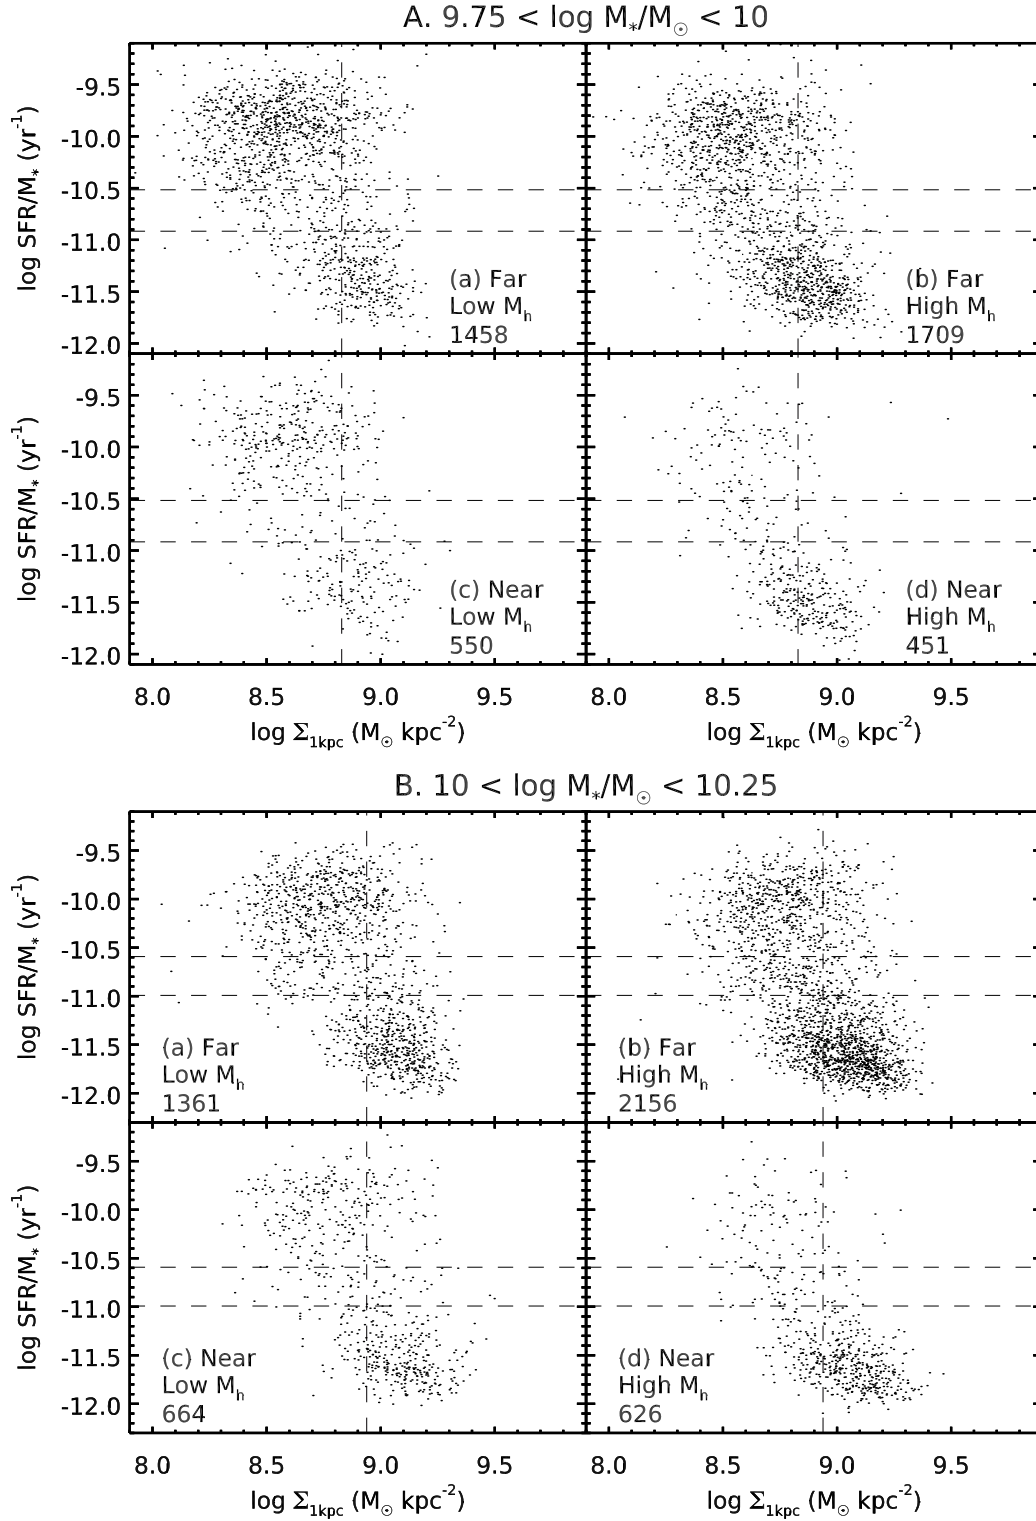 A. 9.75 < log M*/M☉ < 10
-9.5
-10.0
-10.5
-11.0
-11.5
-12.0
log SFR/M* (yr-1)
(a) Far
Low Mh
1458
(b) Far
High Mh
1709
-9.5
-10.0
-10.5
-11.0
-11.5
-12.0
log SFR/M* (yr-1)
(c) Near
Low Mh
550
(d) Near
High Mh
451
8.0 8.5 9.0 9.5 8.0 8.5 9.0 9.5
log Σ1kpc (M☉ kpc-2) log Σ1kpc (M☉ kpc-2)
B. 10 < log M*/M☉ < 10.25
-9.5
-10.0
-10.5
-11.0
-11.5
-12.0
log SFR/M* (yr-1)
(a) Far
Low Mh
1361
(b) Far
High Mh
2156
-9.5
-10.0
-10.5
-11.0
-11.5
-12.0
log SFR/M* (yr-1)
(c) Near
Low Mh
664
(d) Near
High Mh
626
8.0 8.5 9.0 9.5 8.0 8.5 9.0 9.5
log Σ1kpc (M☉ kpc-2) log Σ1kpc (M☉ kpc-2)